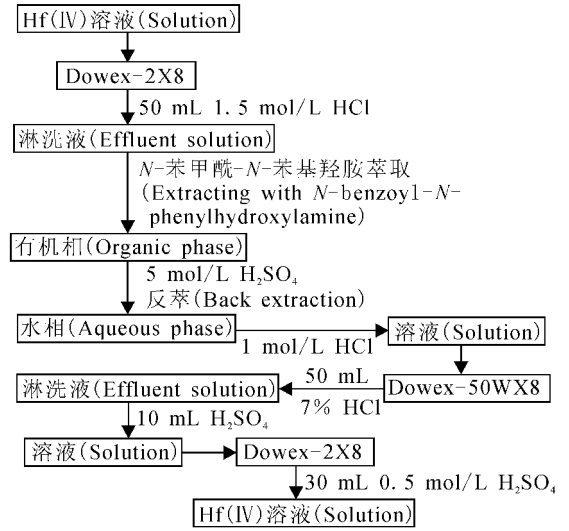 Hf(Ⅳ)溶液(Solution)
Dowex-2X8
50 mL 1.5 mol/L HCl
淋洗液(Effluent solution)
N-苯甲酰-N-苯基羟胺萃取
(Extracting with N-benzoyl-N-
phenylhydroxylamine)
有机相(Organic phase)
5 mol/L H₂SO₄
反萃(Back extraction)
水相(Aqueous phase)
1 mol/L HCl
溶液(Solution)
Dowex-50WX8
50 mL
7% HCl
淋洗液(Effluent solution)
10 mL H₂SO₄
溶液(Solution)
Dowex-2X8
30 mL 0.5 mol/L H₂SO₄
Hf(Ⅳ)溶液(Solution)